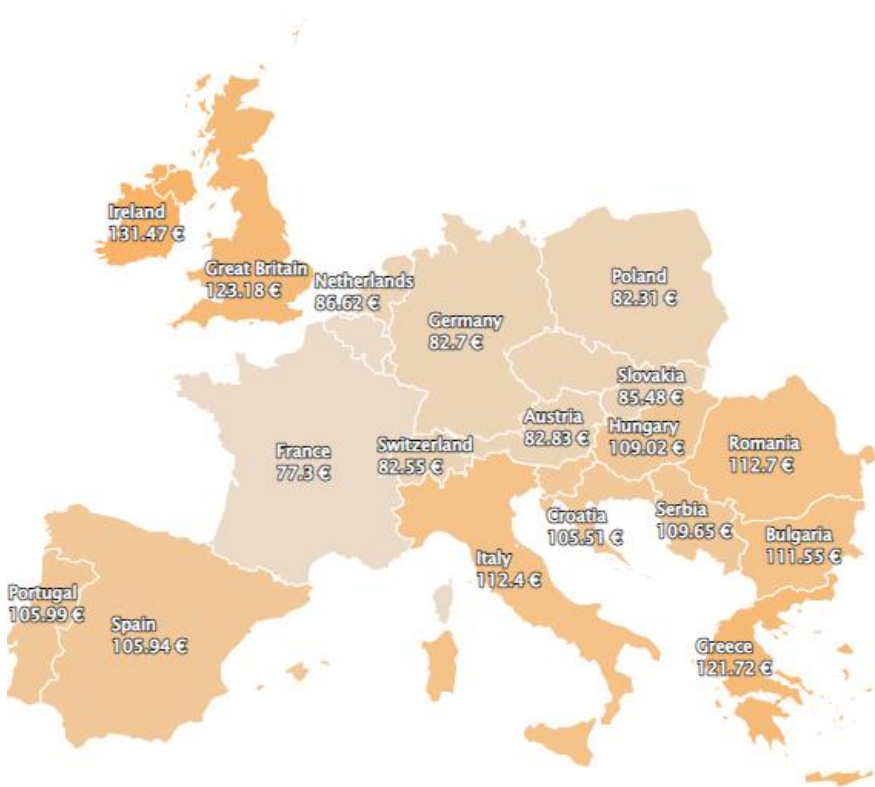 Ireland
131.47 €
Great Britain
123.18 €
Netherlands
86.62 €
Poland
82.31 €
Germany
82.7 €
Slovakia
85.48 €
Austria
82.83 €
Hungary
109.02 €
Romania
112.7 €
France
77.3 €
Switzerland
82.55 €
Croatia
105.51 €
Serbia
109.65 €
Bulgaria
111.55 €
Italy
112.4 €
Portugal
105.99 €
Spain
105.94 €
Greece
121.72 €